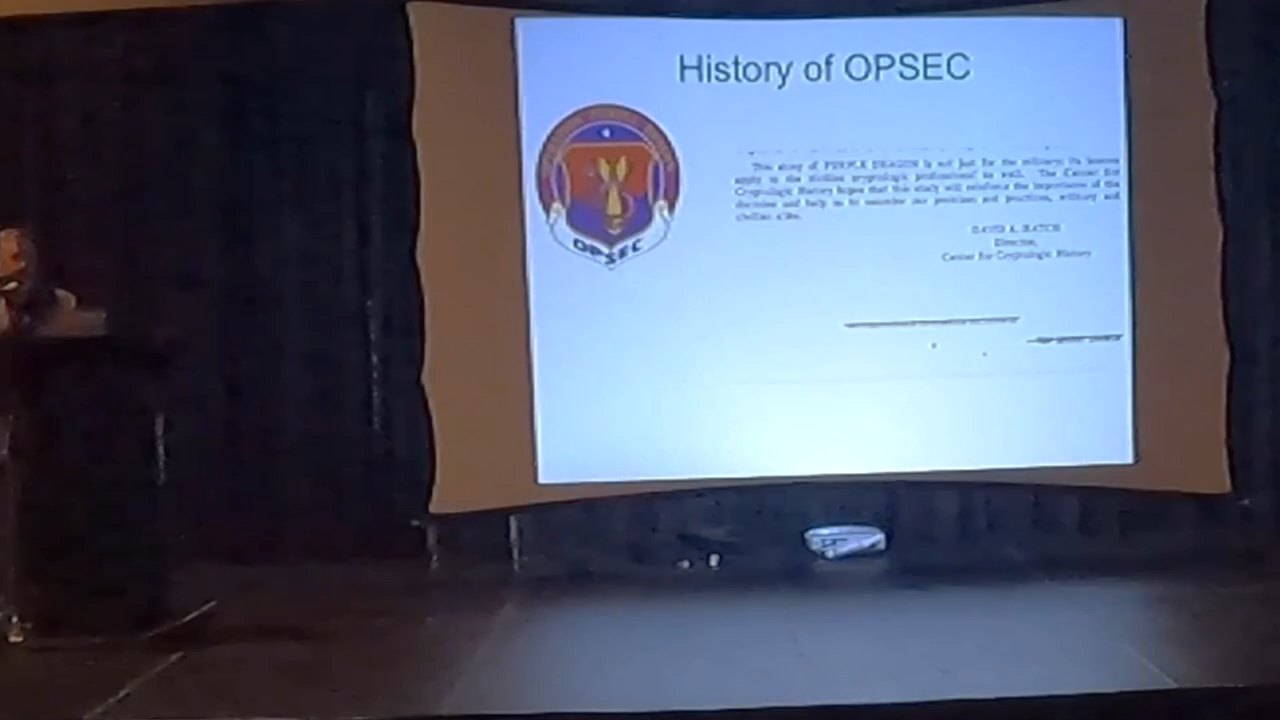 History of OPSEC
This story of PURPLE DRAGON is not just for the military; its lessons
apply to the civilian cryptologic professional as well. The Center for
Cryptologic History hopes that this study will reinforce the importance of the
doctrine and help us to consider our premises and practices, military and
civilian alike.
DAVID A. HATCH
Director,
Center for Cryptologic History
OPSEC